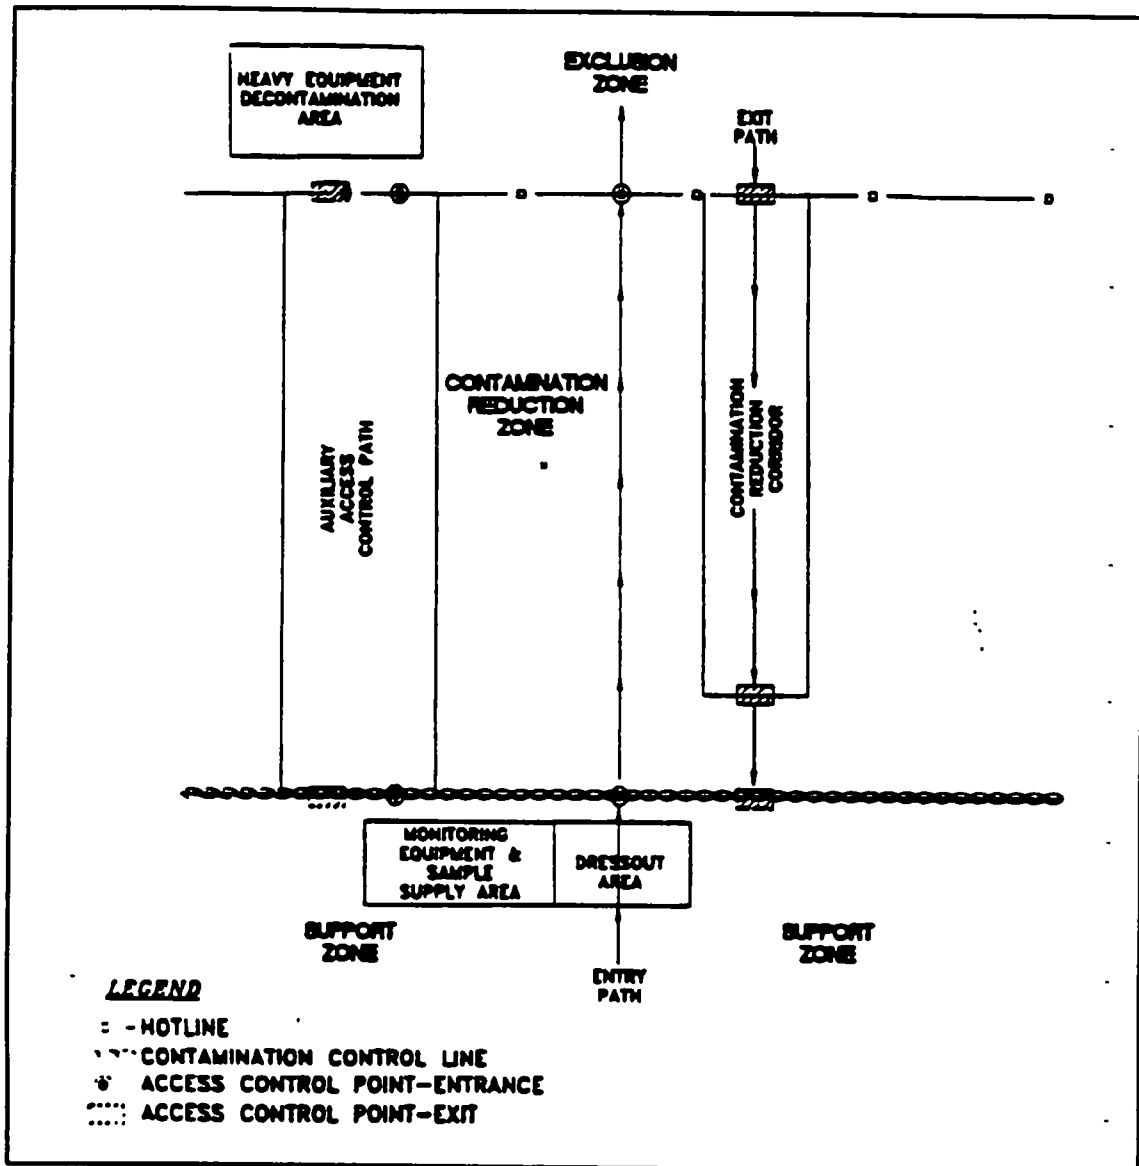 HEAVY EQUIPMENT
DECONTAMINATION
AREA
EXCLUSION
ZONE
EXIT
PATH
CONTAMINATION
REDUCTION
ZONE
AUXILIARY
ACCESS
CONTROL PATH
CONTAMINATION
REDUCTION
CORRIDOR
MONITORING
EQUIPMENT &
SAMPLE
SUPPLY AREA
DRESSOUT
AREA
SUPPORT
ZONE
ENTRY
PATH
SUPPORT
ZONE
LEGEND
- HOTLINE
CONTAMINATION CONTROL LINE
ACCESS CONTROL POINT-ENTRANCE
ACCESS CONTROL POINT-EXIT